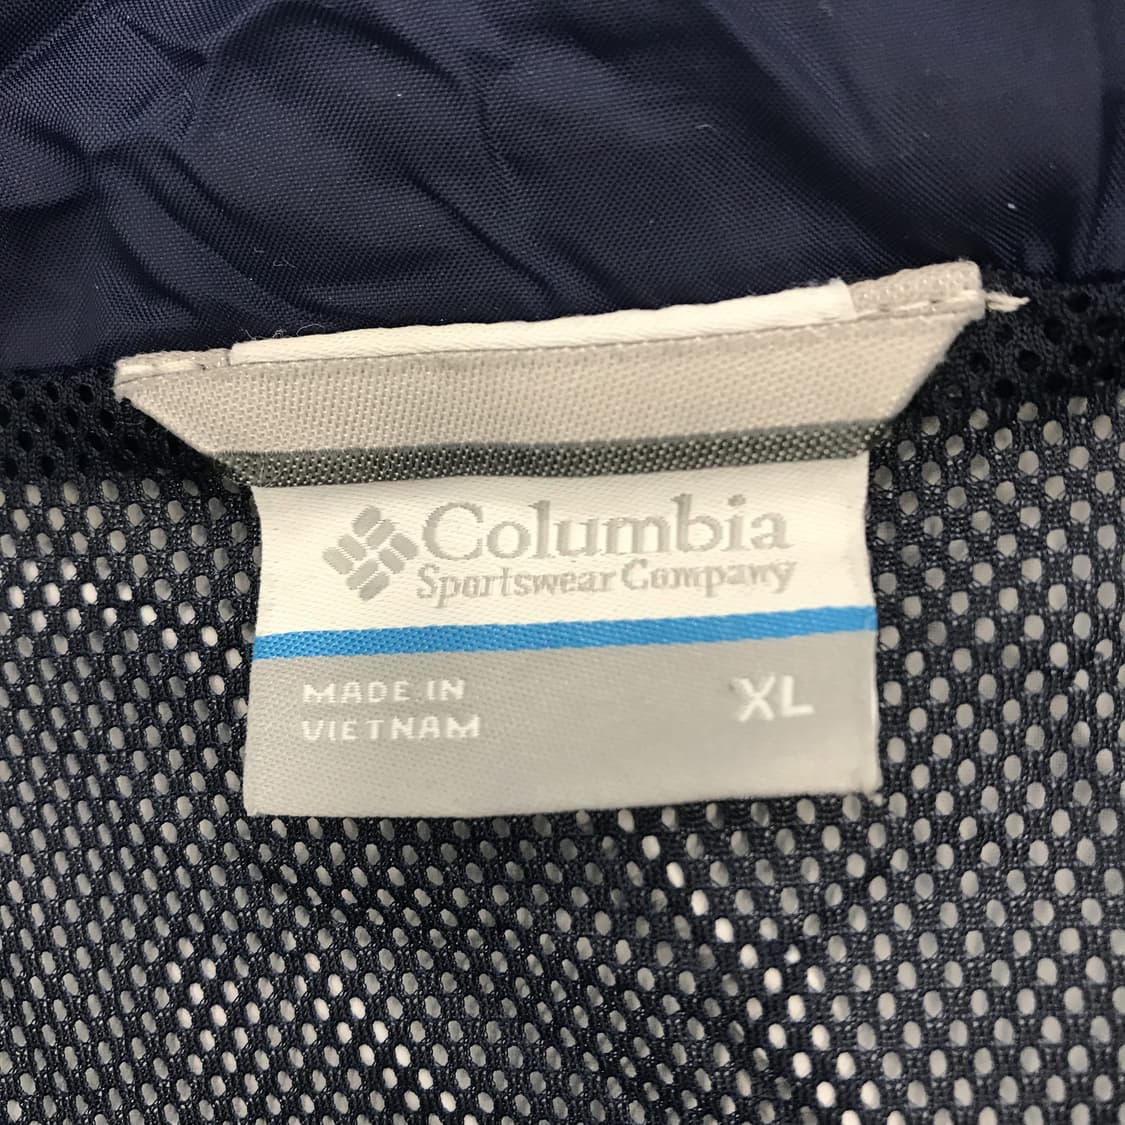 Columbia
Sportswear Company
MADE IN
VIETNAM
XL